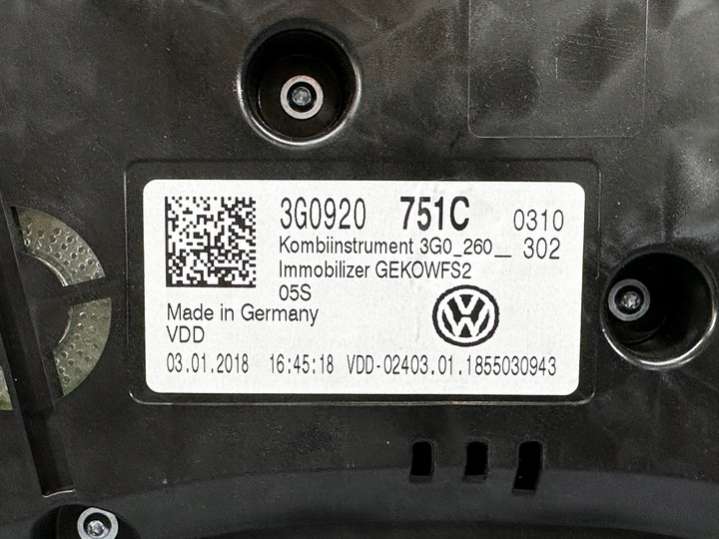 3G0920 751C 0310
Kombiinstrument 3G0_260__ 302
Immobilizer GEKOWFS2
05S
Made in Germany
VDD
03.01.2018 16:45:18 VDD-02403.01.1855030943